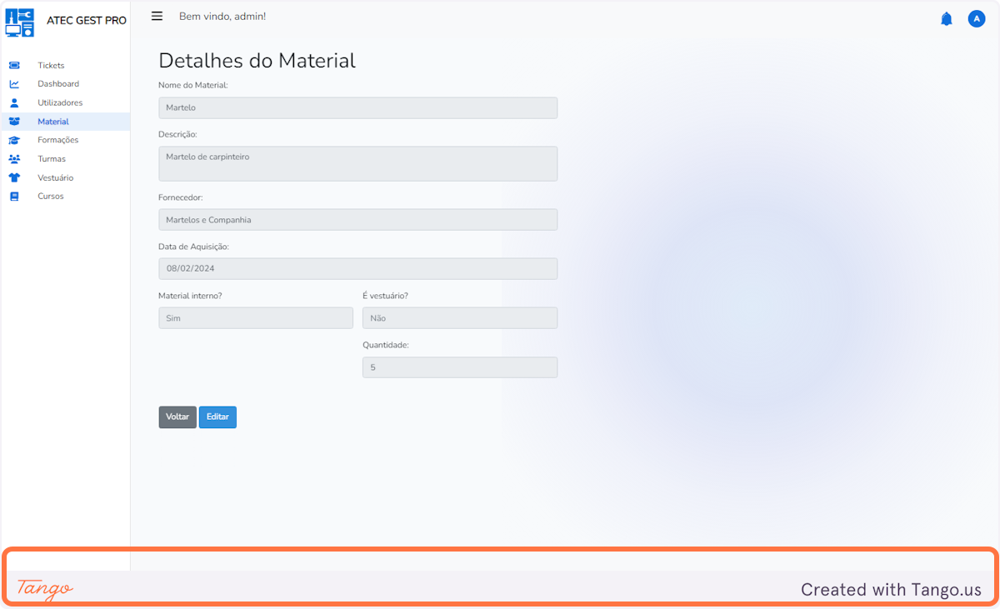 ATEC GEST PRO
Bem vindo, admin!
A
Tickets
Dashboard
Utilizadores
Material
Formações
Turmas
Vestuário
Cursos
Detalhes do Material
Nome do Material:
Martelo
Descrição:
Martelo de carpinteiro
Fornecedor:
Martelos e Companhia
Data de Aquisição:
08/02/2024
Material interno? É vestuário?
Sim Não
Quantidade:
5
Voltar Editar
Tango Created with Tango.us